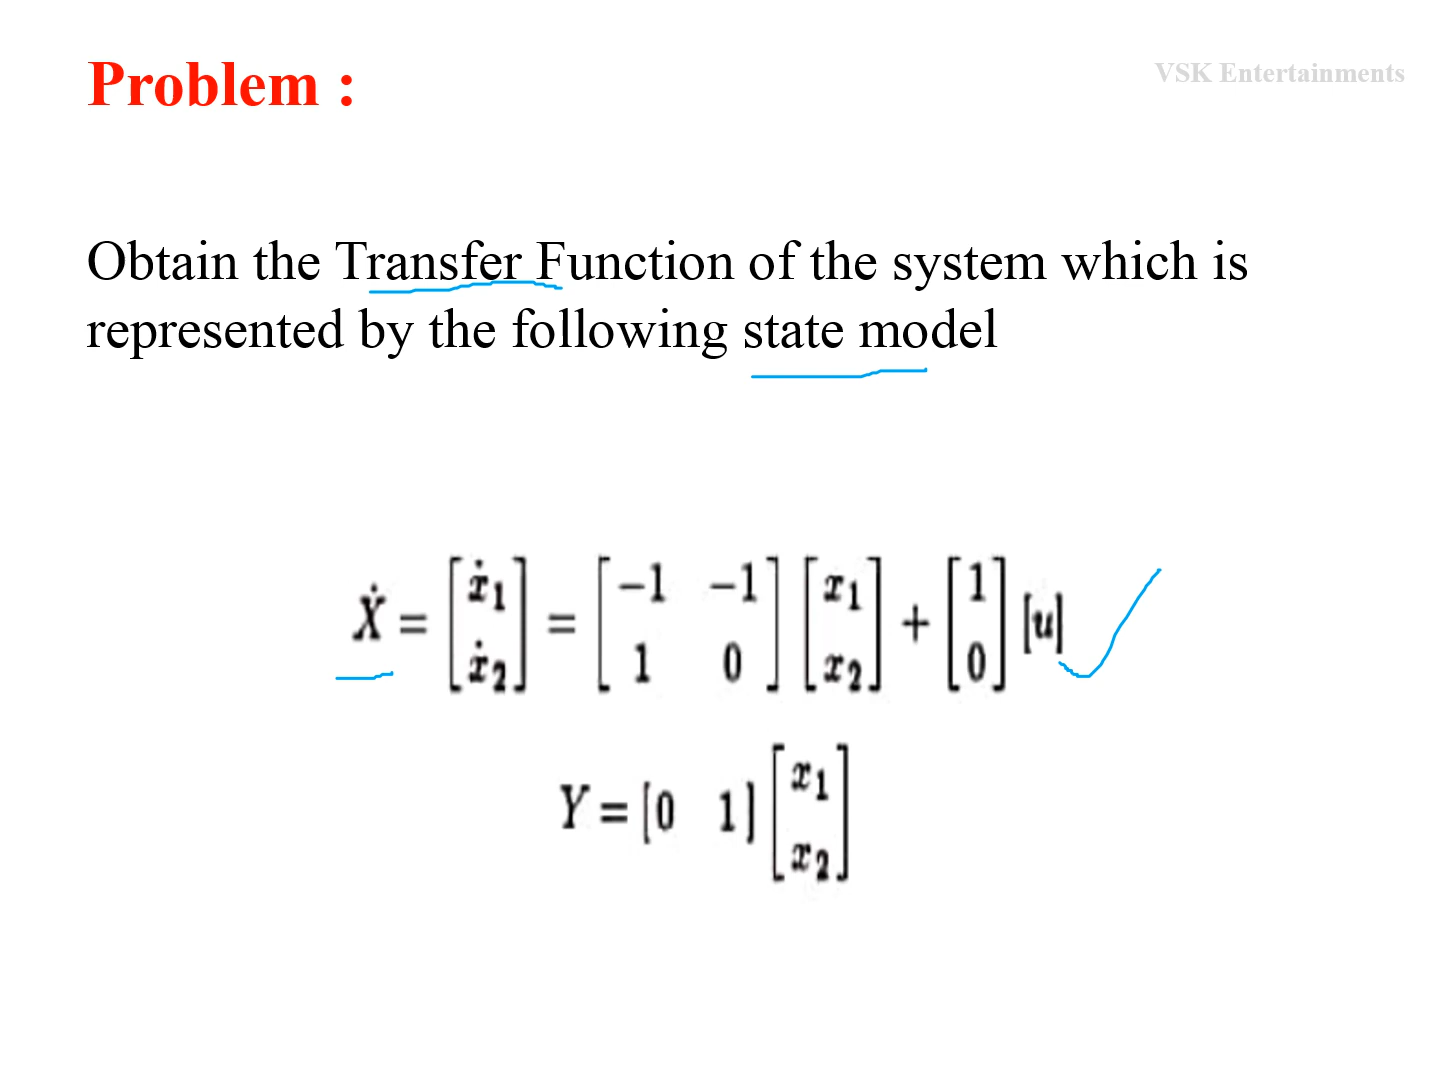 Problem :
VSK Entertainments
Obtain the Transfer Function of the system which is
represented by the following state model
Ẋ = [ẋ1 ẋ2] = [−1 −1 1 0] [x1 x2] + [1 0] [u]
Y = [0 1] [x1 x2]